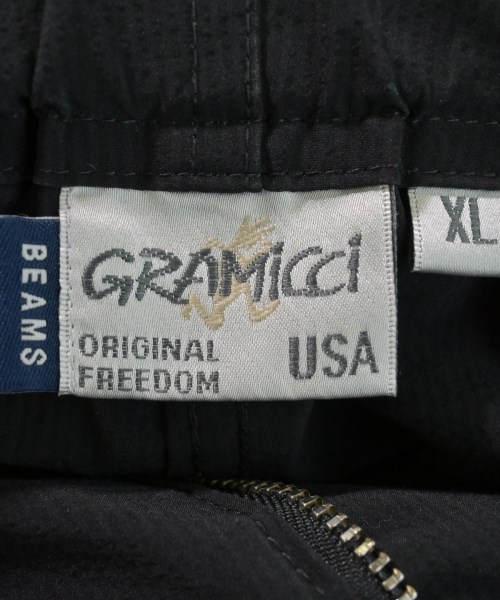 BEAMS
GRAMiCCi
ORIGINAL
FREEDOM
USA
XL